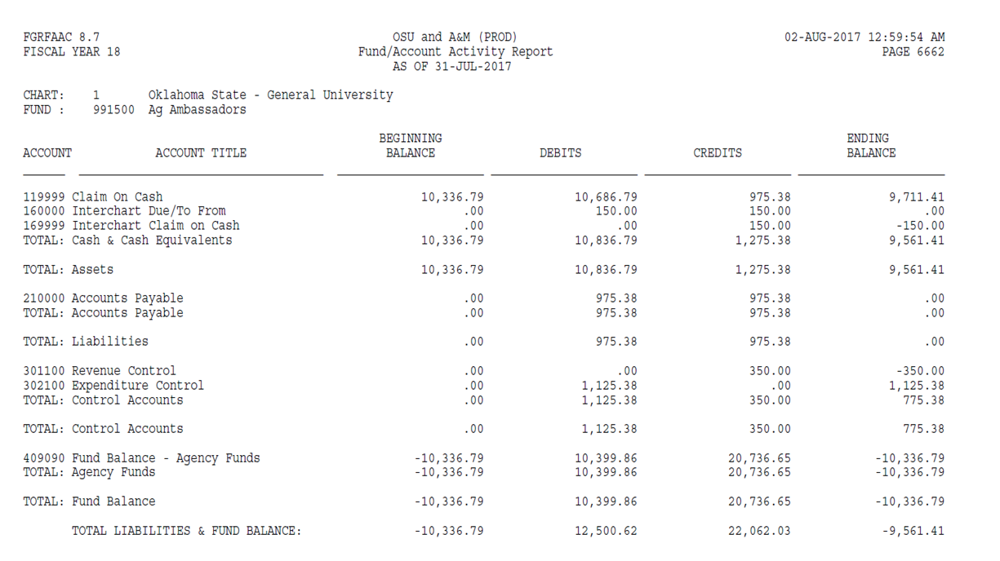 FGRFAAC 8.7 OSU and A&M (PROD) 02-AUG-2017 12:59:54 AM
FISCAL YEAR 18 Fund/Account Activity Report PAGE 6662
AS OF 31-JUL-2017
CHART: 1 Oklahoma State - General University
FUND : 991500 Ag Ambassadors
BEGINNING ENDING
ACCOUNT ACCOUNT TITLE BALANCE DEBITS CREDITS BALANCE
119999 Claim On Cash 10,336.79 10,686.79 975.38 9,711.41
160000 Interchart Due/To From .00 150.00 150.00 .00
169999 Interchart Claim on Cash .00 .00 150.00 -150.00
TOTAL: Cash & Cash Equivalents 10,336.79 10,836.79 1,275.38 9,561.41
TOTAL: Assets 10,336.79 10,836.79 1,275.38 9,561.41
210000 Accounts Payable .00 975.38 975.38 .00
TOTAL: Accounts Payable .00 975.38 975.38 .00
TOTAL: Liabilities .00 975.38 975.38 .00
301100 Revenue Control .00 .00 350.00 -350.00
302100 Expenditure Control .00 1,125.38 .00 1,125.38
TOTAL: Control Accounts .00 1,125.38 350.00 775.38
TOTAL: Control Accounts .00 1,125.38 350.00 775.38
409090 Fund Balance - Agency Funds -10,336.79 10,399.86 20,736.65 -10,336.79
TOTAL: Agency Funds -10,336.79 10,399.86 20,736.65 -10,336.79
TOTAL: Fund Balance -10,336.79 10,399.86 20,736.65 -10,336.79
TOTAL LIABILITIES & FUND BALANCE: -10,336.79 12,500.62 22,062.03 -9,561.41